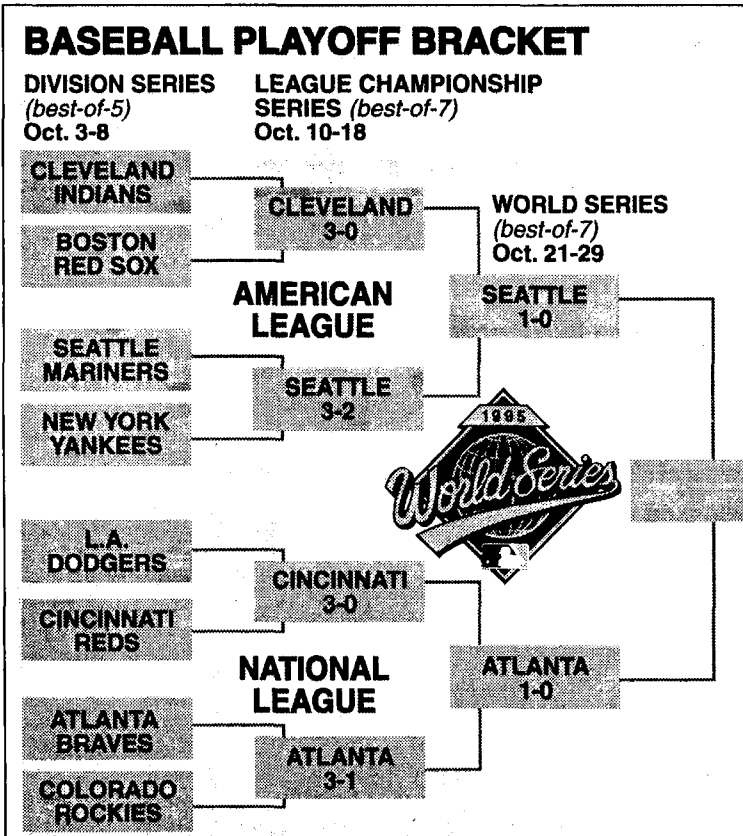 BASEBALL PLAYOFF BRACKET
DIVISION SERIES
(best-of-5)
Oct. 3-8
LEAGUE CHAMPIONSHIP
SERIES (best-of-7)
Oct. 10-18
WORLD SERIES
(best-of-7)
Oct. 21-29
CLEVELAND
INDIANS
BOSTON
RED SOX
CLEVELAND
3-0
AMERICAN
LEAGUE
SEATTLE
MARINERS
NEW YORK
YANKEES
SEATTLE
3-2
SEATTLE
1-0
1995
World Series
L.A.
DODGERS
CINCINNATI
REDS
CINCINNATI
3-0
NATIONAL
LEAGUE
ATLANTA
BRAVES
COLORADO
ROCKIES
ATLANTA
3-1
ATLANTA
1-0